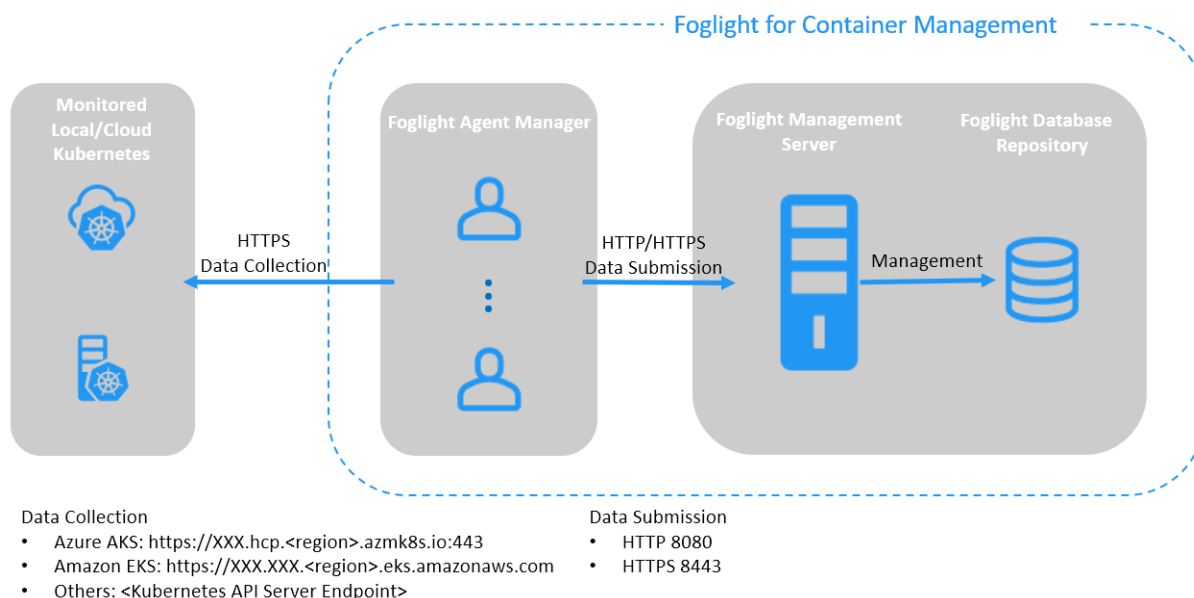 Foglight for Container Management
Monitored
Local/Cloud
Kubernetes
Foglight Agent Manager
Foglight Management
Server
Foglight Database
Repository
HTTPS
Data Collection
HTTP/HTTPS
Data Submission
Management
Data Collection
• Azure AKS: https://XXX.hcp.<region>.azmk8s.io:443
• Amazon EKS: https://XXX.XXX.<region>.eks.amazonaws.com
• Others: <Kubernetes API Server Endpoint>
Data Submission
• HTTP 8080
• HTTPS 8443